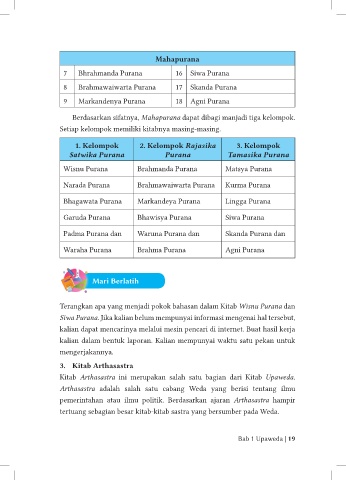 Mahapurana
7 Bhrahmanda Purana 16 Siwa Purana
8 Brahmawaiwarta Purana 17 Skanda Purana
9 Markandenya Purana 18 Agni Purana
Berdasarkan sifatnya, Mahapurana dapat dibagi manjadi tiga kelompok.
Setiap kelompok memiliki kitabnya masing-masing.
1. Kelompok Satwika Purana 2. Kelompok Rajasika Purana 3. Kelompok Tamasika Purana
Wisnu Purana Brahmanda Purana Matsya Purana
Narada Purana Brahmawaiwarta Purana Kurma Purana
Bhagawata Purana Markandeya Purana Lingga Purana
Garuda Purana Bhawisya Purana Siwa Purana
Padma Purana dan Waruna Purana dan Skanda Purana dan
Waraha Purana Brahma Purana Agni Purana
Mari Berlatih
Terangkan apa yang menjadi pokok bahasan dalam Kitab Wisnu Purana dan
Siwa Purana. Jika kalian belum mempunyai informasi mengenai hal tersebut,
kalian dapat mencarinya melalui mesin pencari di internet. Buat hasil kerja
kalian dalam bentuk laporan. Kalian mempunyai waktu satu pekan untuk
mengerjakannya.
3. Kitab Arthasastra
Kitab Arthasastra ini merupakan salah satu bagian dari Kitab Upaweda.
Arthasastra adalah salah satu cabang Weda yang berisi tentang ilmu
pemerintahan atau ilmu politik. Berdasarkan ajaran Arthasastra hampir
tertuang sebagian besar kitab-kitab sastra yang bersumber pada Weda.
Bab 1 Upaweda | 19